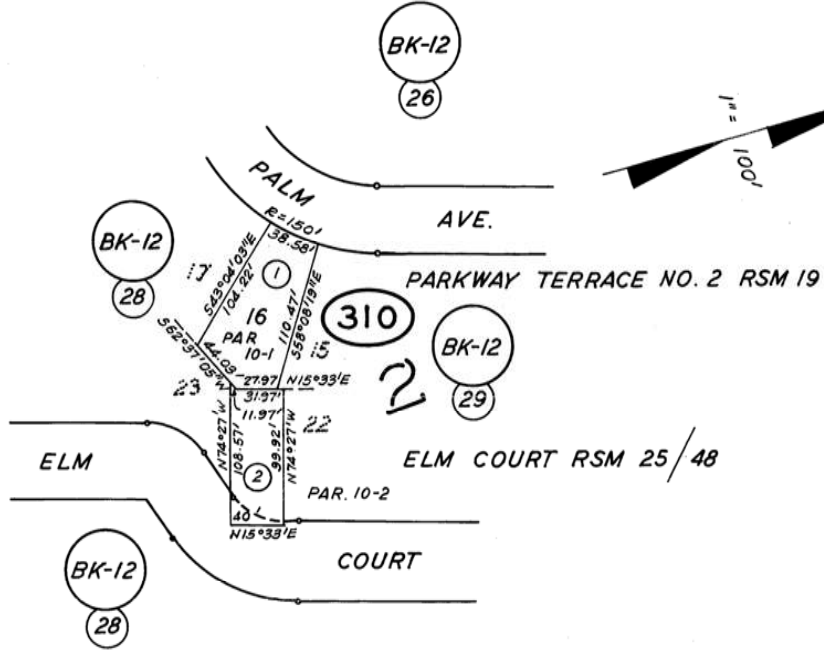 BK-12
26
1" = 100'
PALM
AVE.
R=150'
38.58'
BK-12
28
17
S43°04'03"E
104.22'
1
PARKWAY TERRACE NO. 2 RSM 19
16
PAR
10-1
110.47'
S58°08'19"E
15
310
BK-12
29
S62°37'05"W
44.03'
27.97'
N15°33'E
31.97'
11.97'
23
22
2
N74°27'W
108.57'
99.92'
N74°27'W
ELM
ELM COURT RSM 25/48
2
PAR. 10-2
40'
N15°33'E
COURT
BK-12
28